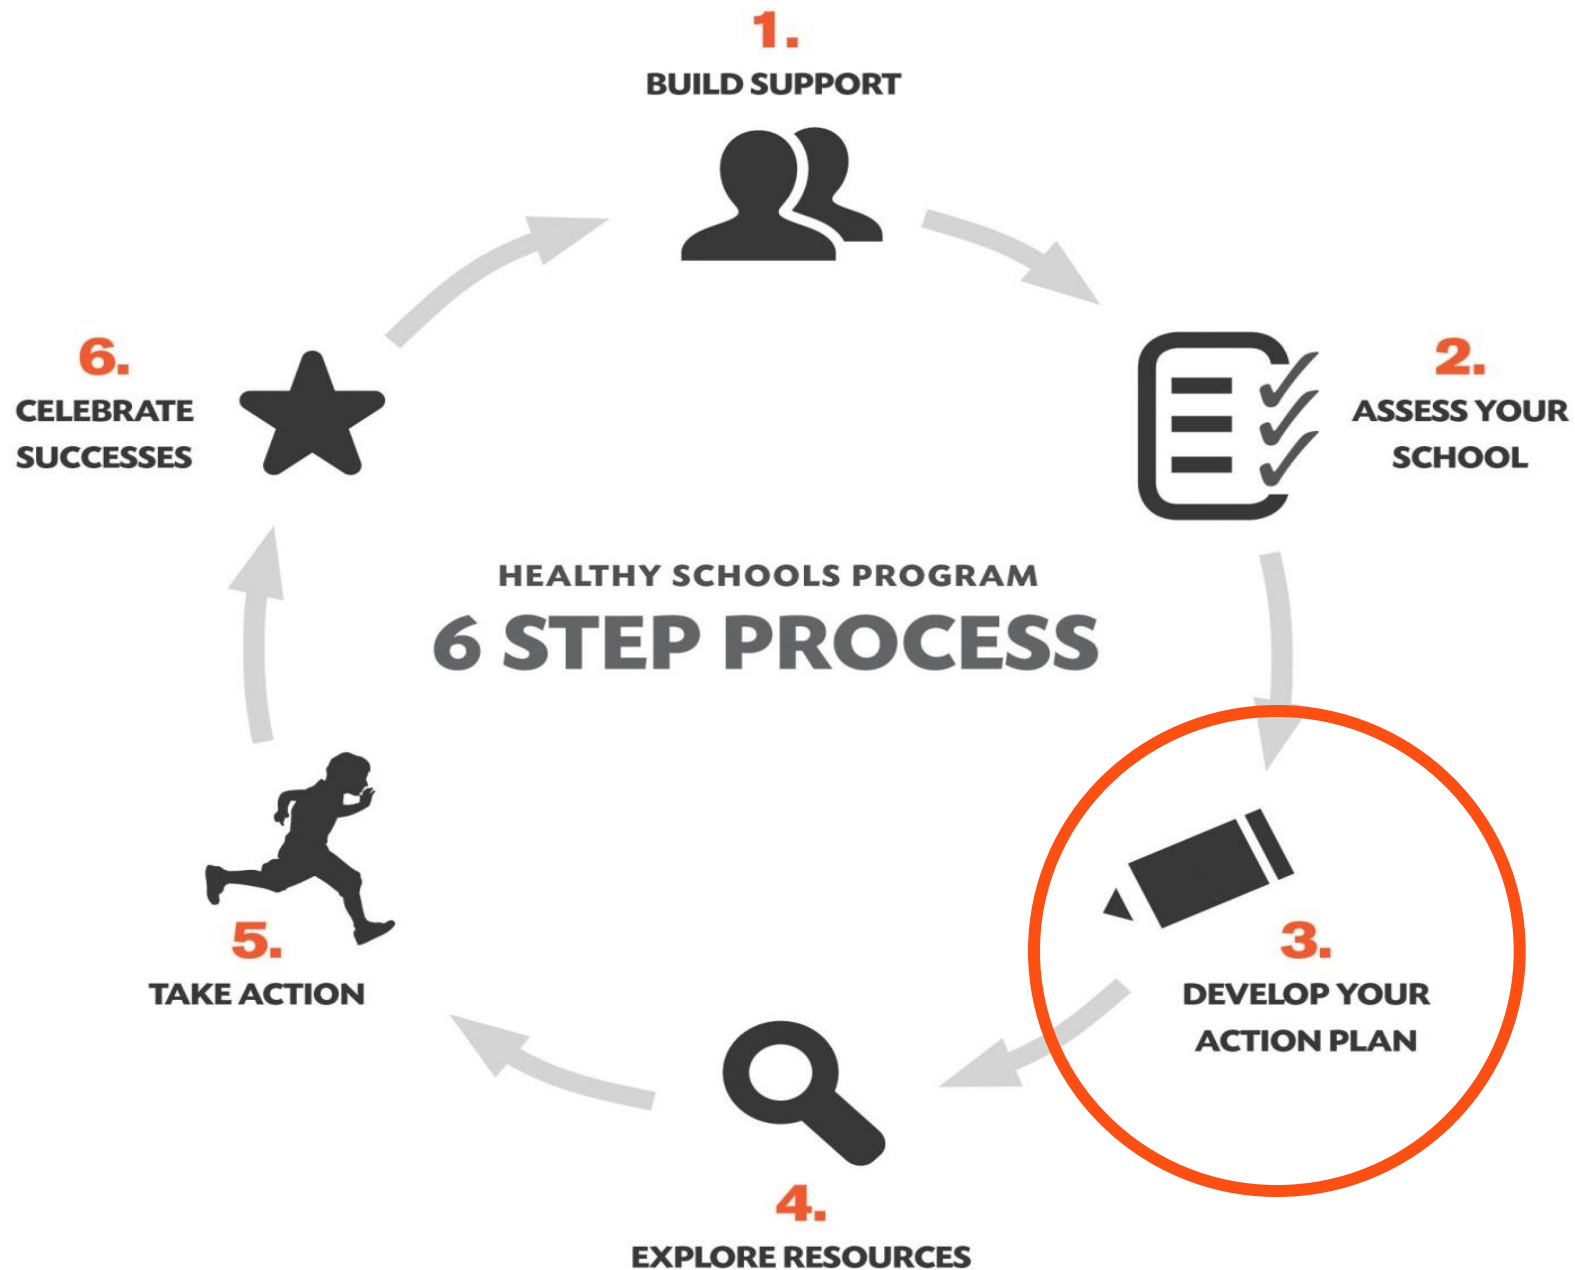 1.
BUILD SUPPORT
2.
ASSESS YOUR
SCHOOL
3.
DEVELOP YOUR
ACTION PLAN
4.
EXPLORE RESOURCES
5.
TAKE ACTION
6.
CELEBRATE
SUCCESSES
HEALTHY SCHOOLS PROGRAM
6 STEP PROCESS